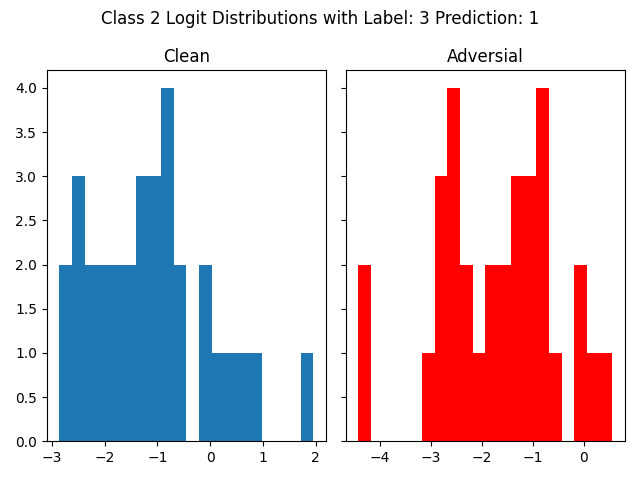 Class 2 Logit Distributions with Label: 3 Prediction: 1
Clean
Adversial
4.0
3.5
3.0
2.5
2.0
1.5
1.0
0.5
0.0
−3 −2 −1 0 1 2
−4 −3 −2 −1 0